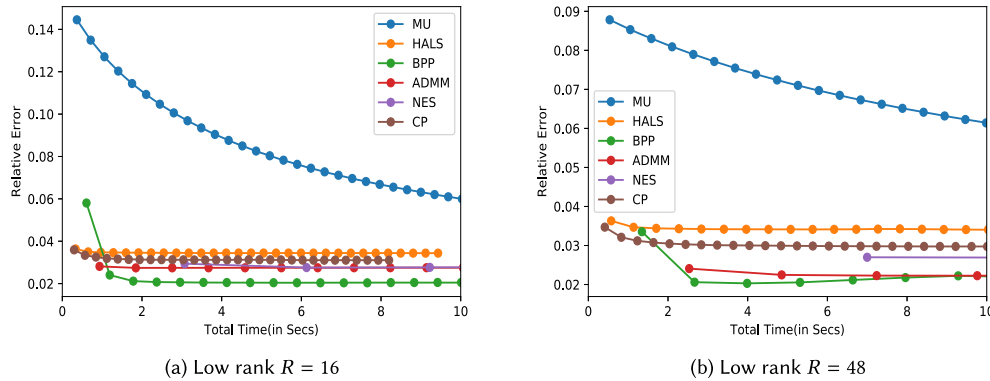 0.14
0.12
0.10
0.08
0.06
0.04
0.02
Relative Error
MU
HALS
BPP
ADMM
NES
CP
0 2 4 6 8 10
Total Time(in Secs)
(a) Low rank R = 16
0.09
0.08
0.07
0.06
0.05
0.04
0.03
0.02
Relative Error
MU
HALS
BPP
ADMM
NES
CP
0 2 4 6 8 10
Total Time(in Secs)
(b) Low rank R = 48